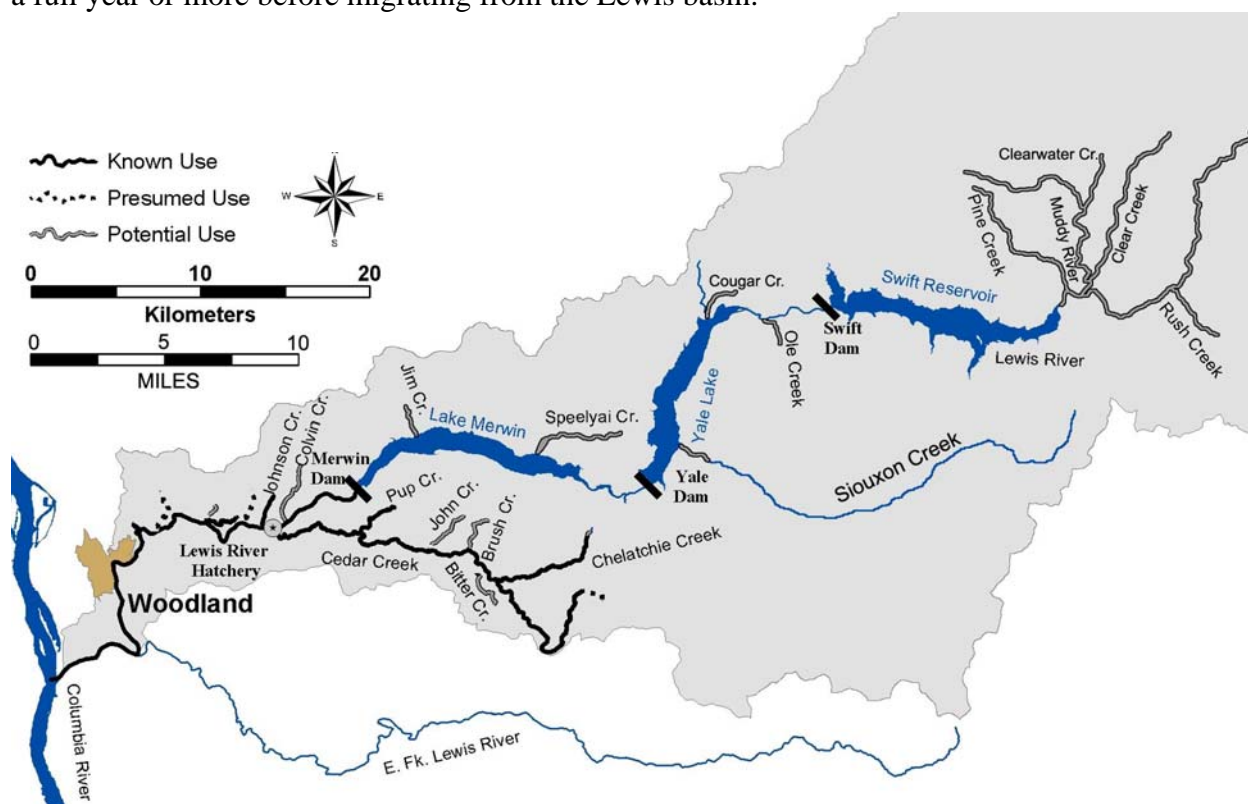 a full year or more before migrating from the Lewis basin.
Known Use
Presumed Use
Potential Use
W
E
S
0
10
20
Kilometers
0
5
10
MILES
Clearwater Cr.
Pine Creek
Muddy River
Clear Creek
Rush Creek
Cougar Cr.
Swift Reservoir
Swift
Dam
Ole Creek
Lewis River
Jim Cr.
Lake Merwin
Speelyai Cr.
Yale Lake
Siouxon Creek
Johnson Cr.
Colvin Cr.
Merwin
Dam
Yale
Dam
Pup Cr.
John Cr.
Brush Cr.
Chelatchie Creek
Lewis River
Hatchery
Cedar Creek
Bitter Cr.
Woodland
Columbia River
E. Fk. Lewis River